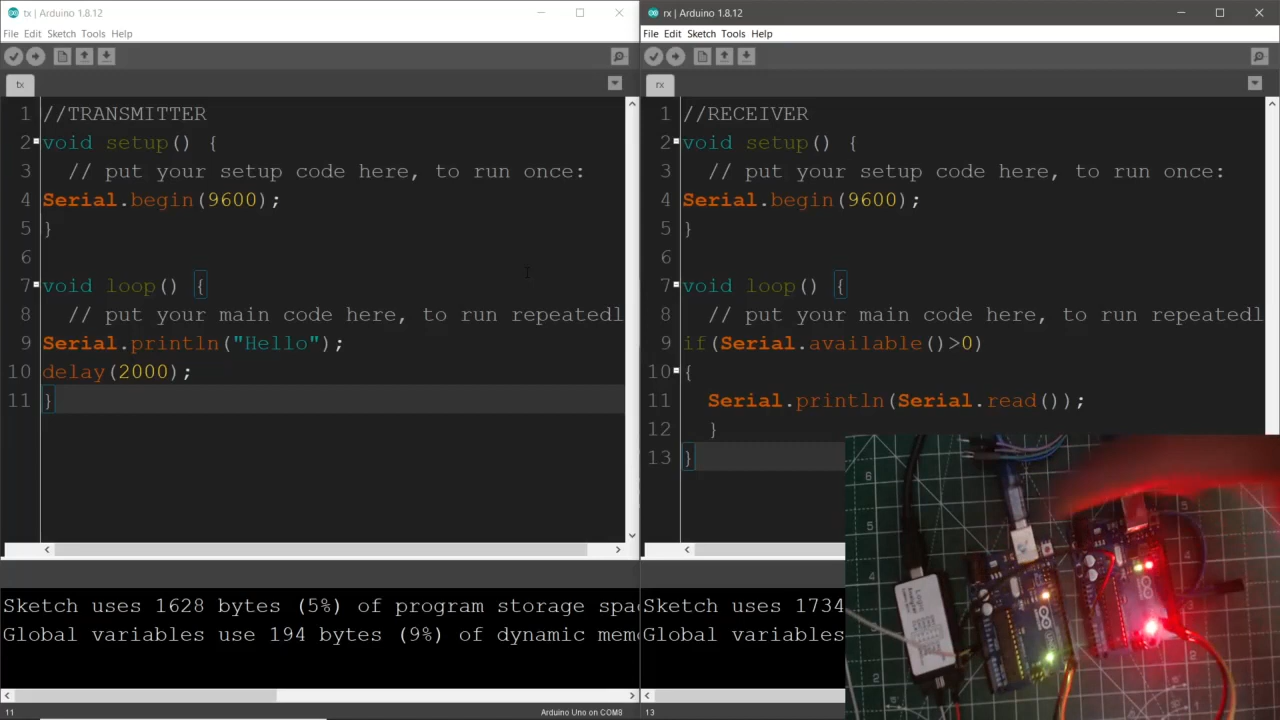 tx | Arduino 1.8.12
File Edit Sketch Tools Help
tx
1 //TRANSMITTER
2 void setup() {
3 // put your setup code here, to run once:
4 Serial.begin(9600);
5 }
6
7 void loop() {
8 // put your main code here, to run repeatedl
9 Serial.println("Hello");
10 delay(2000);
11 }
Sketch uses 1628 bytes (5%) of program storage spa
Global variables use 194 bytes (9%) of dynamic mem
11 Arduino Uno on COM8
rx | Arduino 1.8.12
File Edit Sketch Tools Help
rx
1 //RECEIVER
2 void setup() {
3 // put your setup code here, to run once:
4 Serial.begin(9600);
5 }
6
7 void loop() {
8 // put your main code here, to run repeatedl
9 if(Serial.available()>0)
10 {
11 Serial.println(Serial.read());
12 }
13 }
Sketch uses 1734
Global variables
13